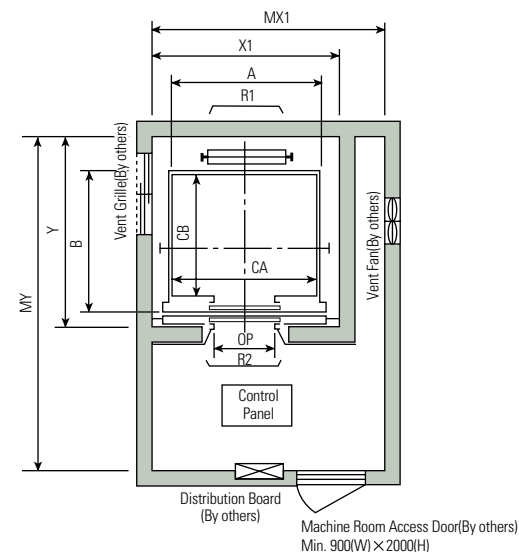 MX1
X1
A
R1
Vent Grille(By others)
Y
B
CB
MY
CA
Vent Fan(By others)
OP
R2
Control
Panel
Distribution Board
(By others)
Machine Room Access Door(By others)
Min. 900(W)×2000(H)